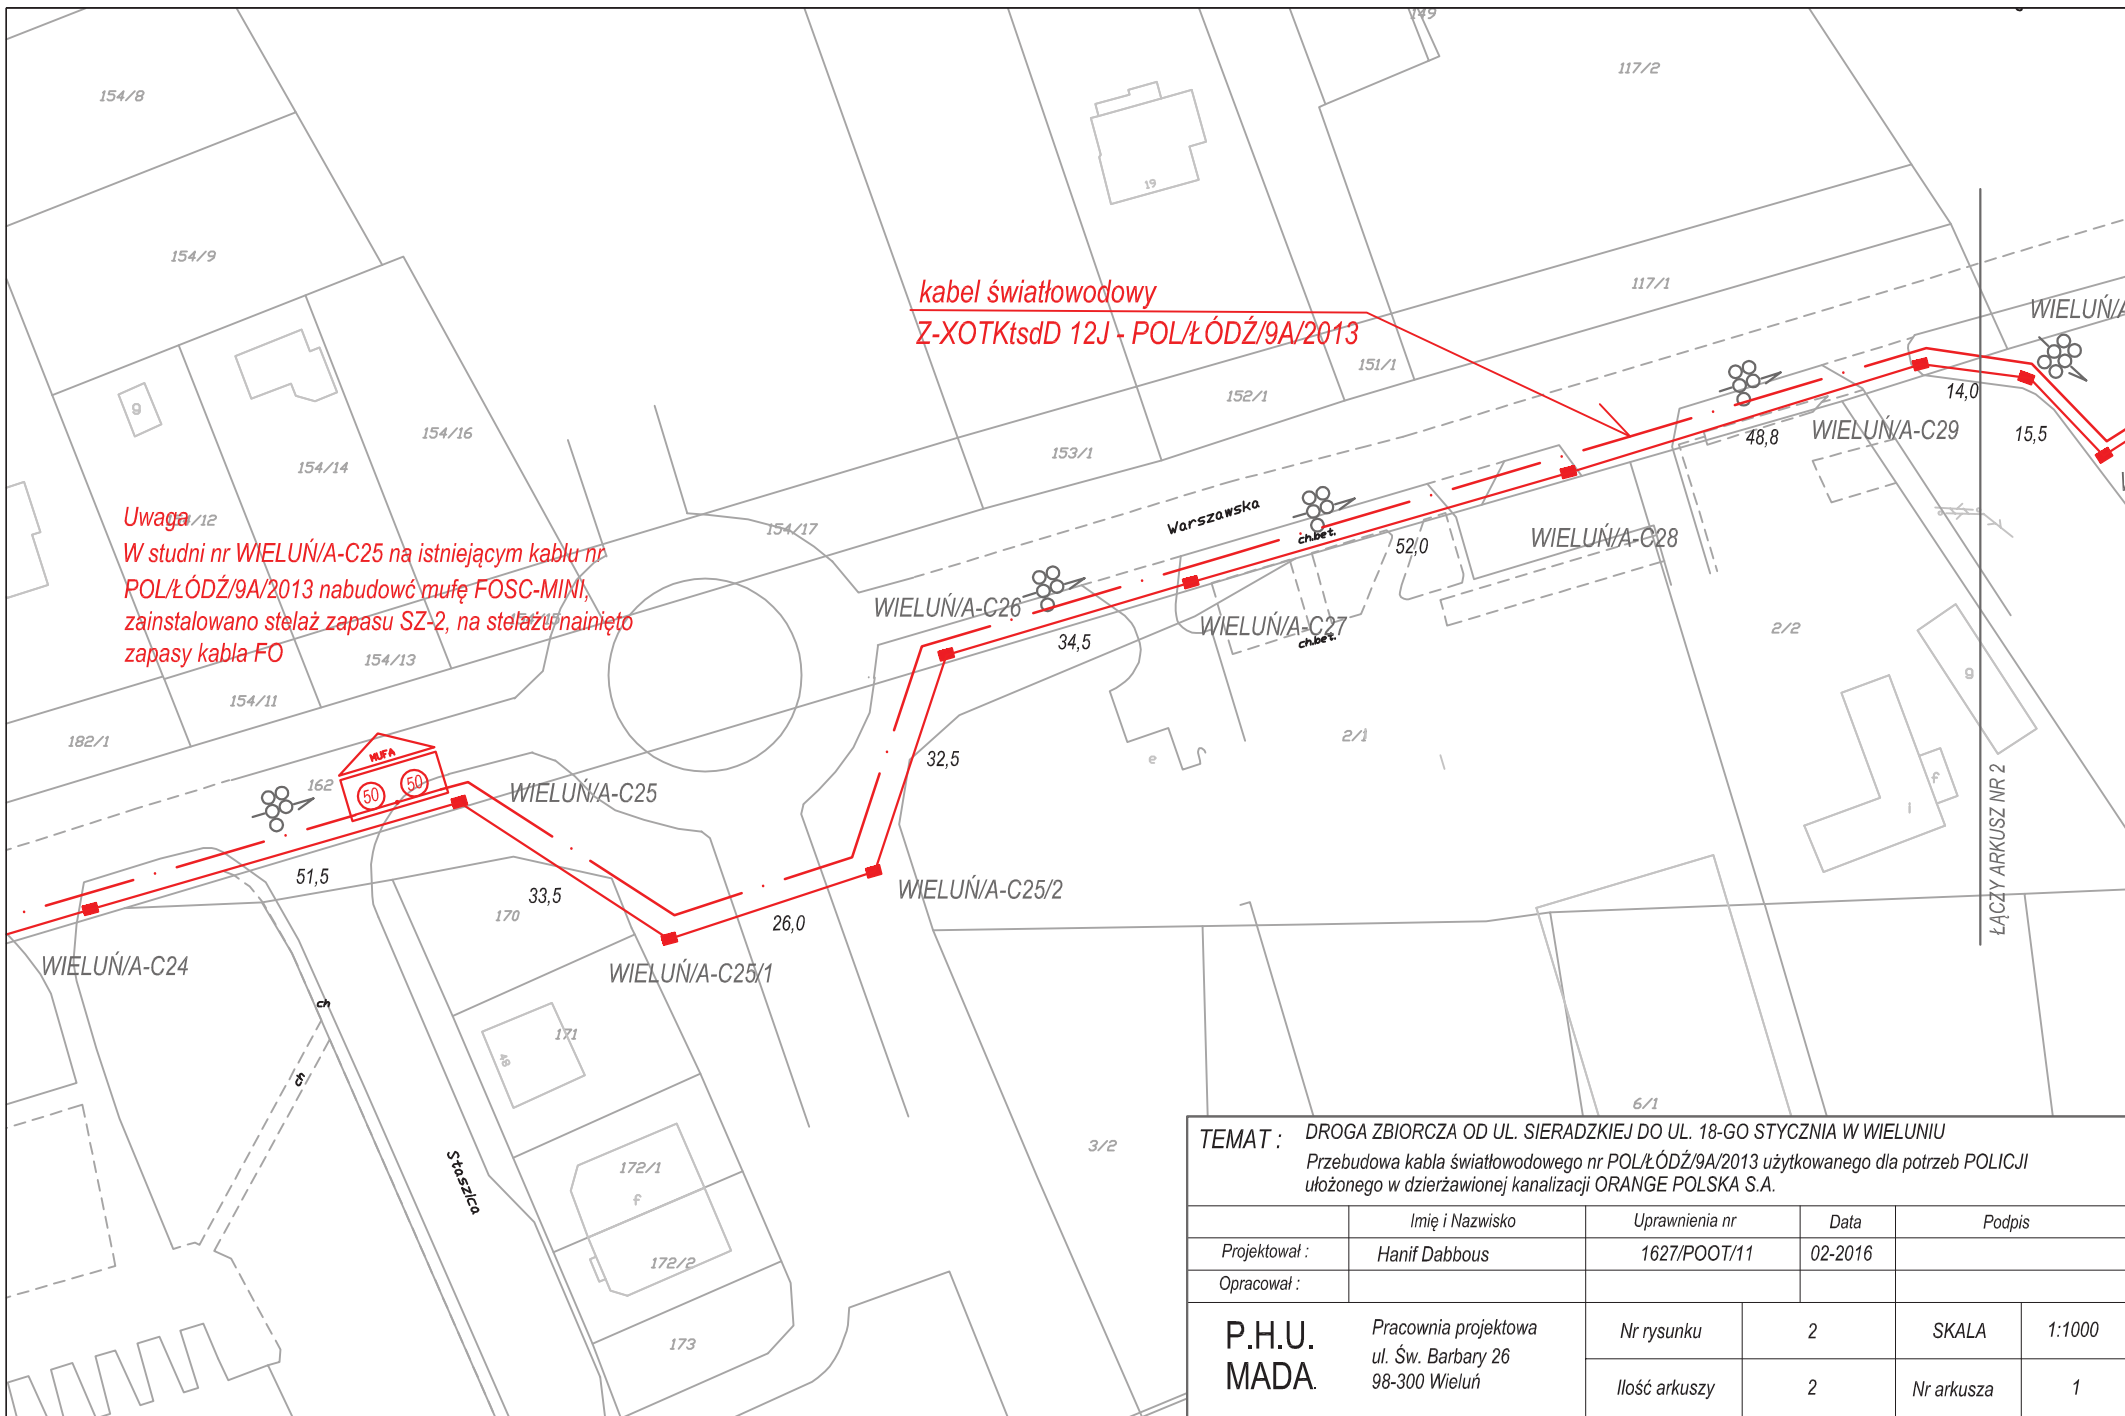 149
117/2
154/8
19
154/9
117/1
WIELUŃ/A
kabel światłowodowy
Z-XOTKtsdD 12J - POL/ŁÓDŹ/9A/2013
151/1
152/1
14,0
g
154/16
153/1
48,8
WIELUŃ/A-C29
15,5
154/14
Uwaga
W studni nr WIELUŃ/A-C25 na istniejącym kablu nr
POL/ŁÓDŹ/9A/2013 nabudowć mufę FOSC-MINI,
zainstalowano stelaż zapasu SZ-2, na stelażu nainięto
zapasy kabla FO
154/17
Warszawska
ch.bet.
52,0
WIELUŃ/A-C28
WIELUŃ/A-C26
WIELUŃ/A-C27
ch.bet.
34,5
2/2
154/13
154/11
g
182/1
2/1
MUFA
50
50
162
WIELUŃ/A-C25
32,5
e
f
ŁĄCZY ARKUSZ NR 2
51,5
33,5
170
26,0
WIELUŃ/A-C25/2
WIELUŃ/A-C24
WIELUŃ/A-C25/1
ch
171
48
ch
6/1
Staszica
172/1
f
3/2
172/2
173
TEMAT : DROGA ZBIORCZA OD UL. SIERADZKIEJ DO UL. 18-GO STYCZNIA W WIELUNIU
Przebudowa kabla światłowodowego nr POL/ŁÓDŹ/9A/2013 użytkowanego dla potrzeb POLICJI
ułożonego w dzierżawionej kanalizacji ORANGE POLSKA S.A.
Imię i Nazwisko Uprawnienia nr Data Podpis
Projektował : Hanif Dabbous 1627/POOT/11 02-2016
Opracował :
P.H.U.
MADA.
Pracownia projektowa
ul. Św. Barbary 26
98-300 Wieluń
Nr rysunku 2 SKALA 1:1000
Ilość arkuszy 2 Nr arkusza 1